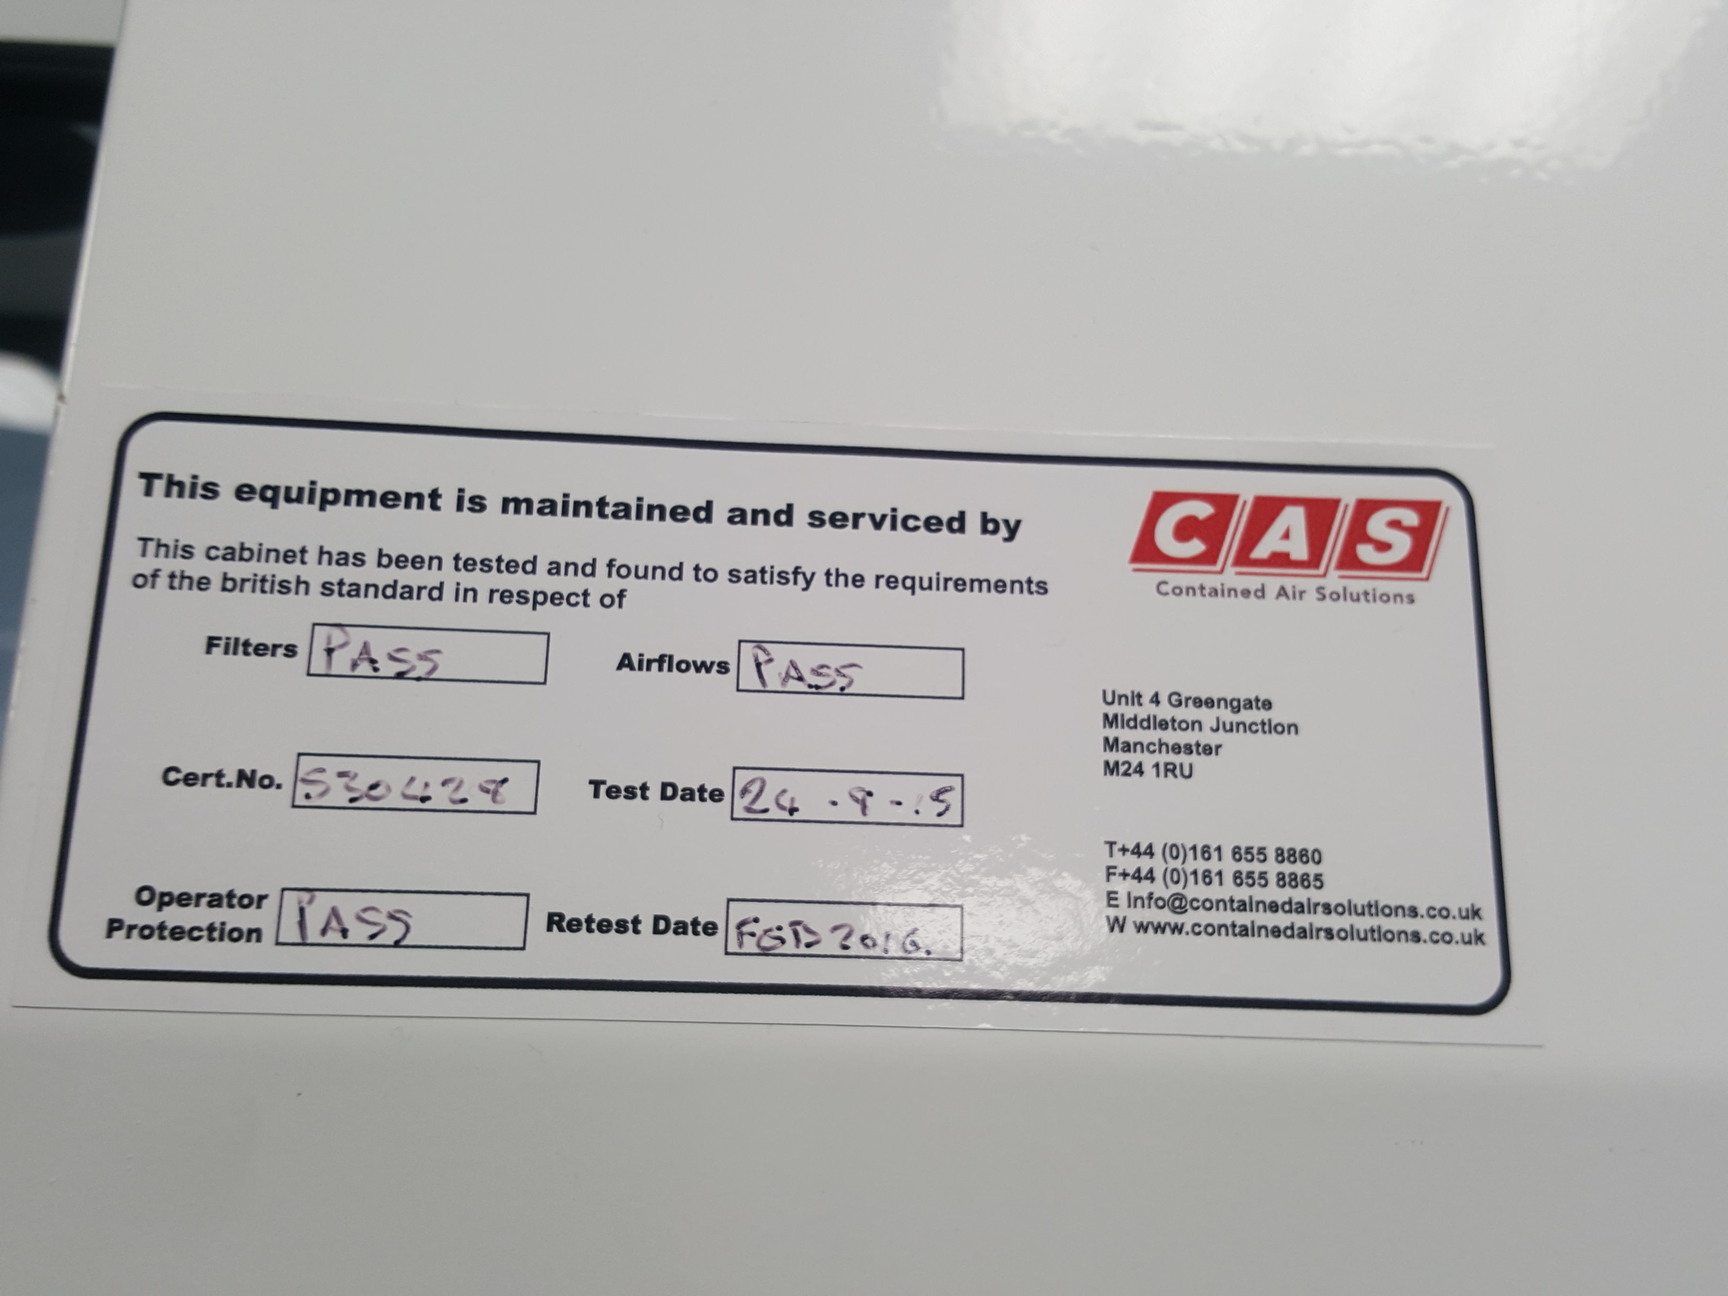 This equipment is maintained and serviced by
CAS
Contained Air Solutions
This cabinet has been tested and found to satisfy the requirements
of the british standard in respect of
Filters PASS
Airflows PASS
Cert.No. S30428
Test Date 24.9-15
Operator Protection PASS
Retest Date FEB 2016.
Unit 4 Greengate
Middleton Junction
Manchester
M24 1RU
T+44 (0)161 655 8860
F+44 (0)161 655 8865
E Info@containedairsolutions.co.uk
W www.containedairsolutions.co.uk